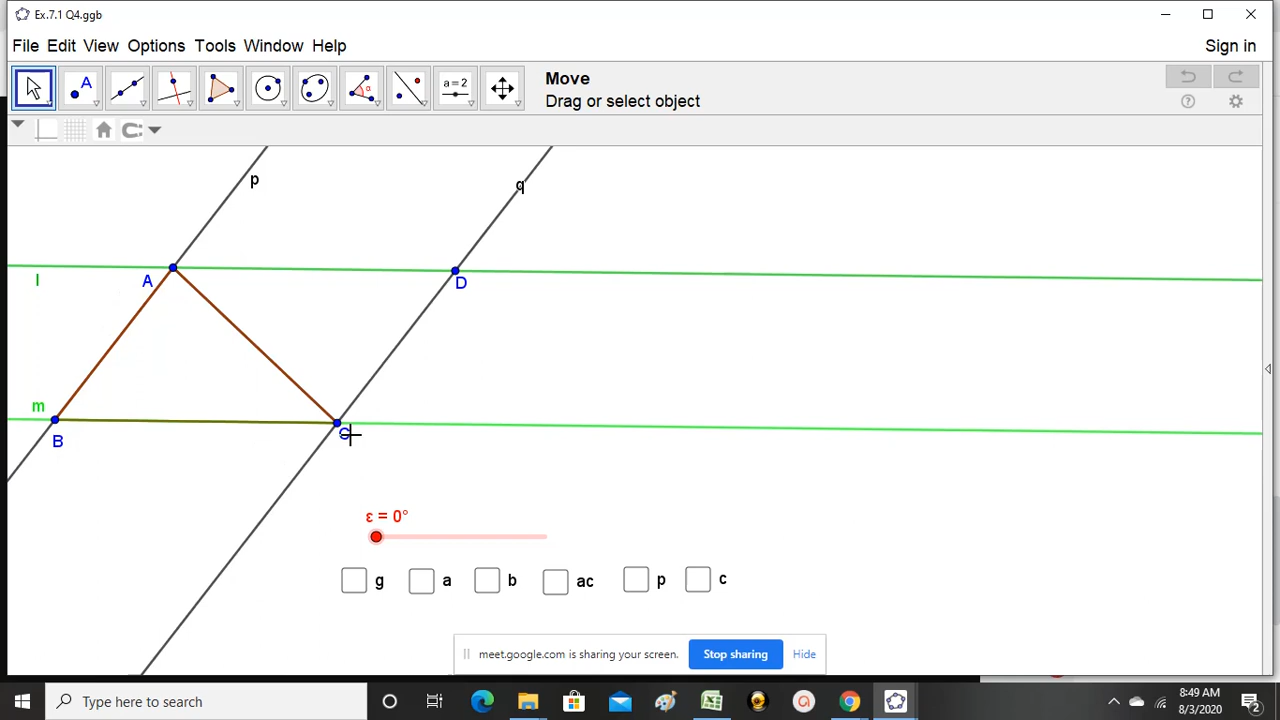 Ex.7.1 Q4.ggb
File Edit View Options Tools Window Help
Sign in
A
α
a=2
Move
Drag or select object
p
q
l
A
D
m
B
C
ε = 0°
g
a
b
ac
p
c
meet.google.com is sharing your screen.
Stop sharing
Hide
Type here to search
8:49 AM
8/3/2020
2